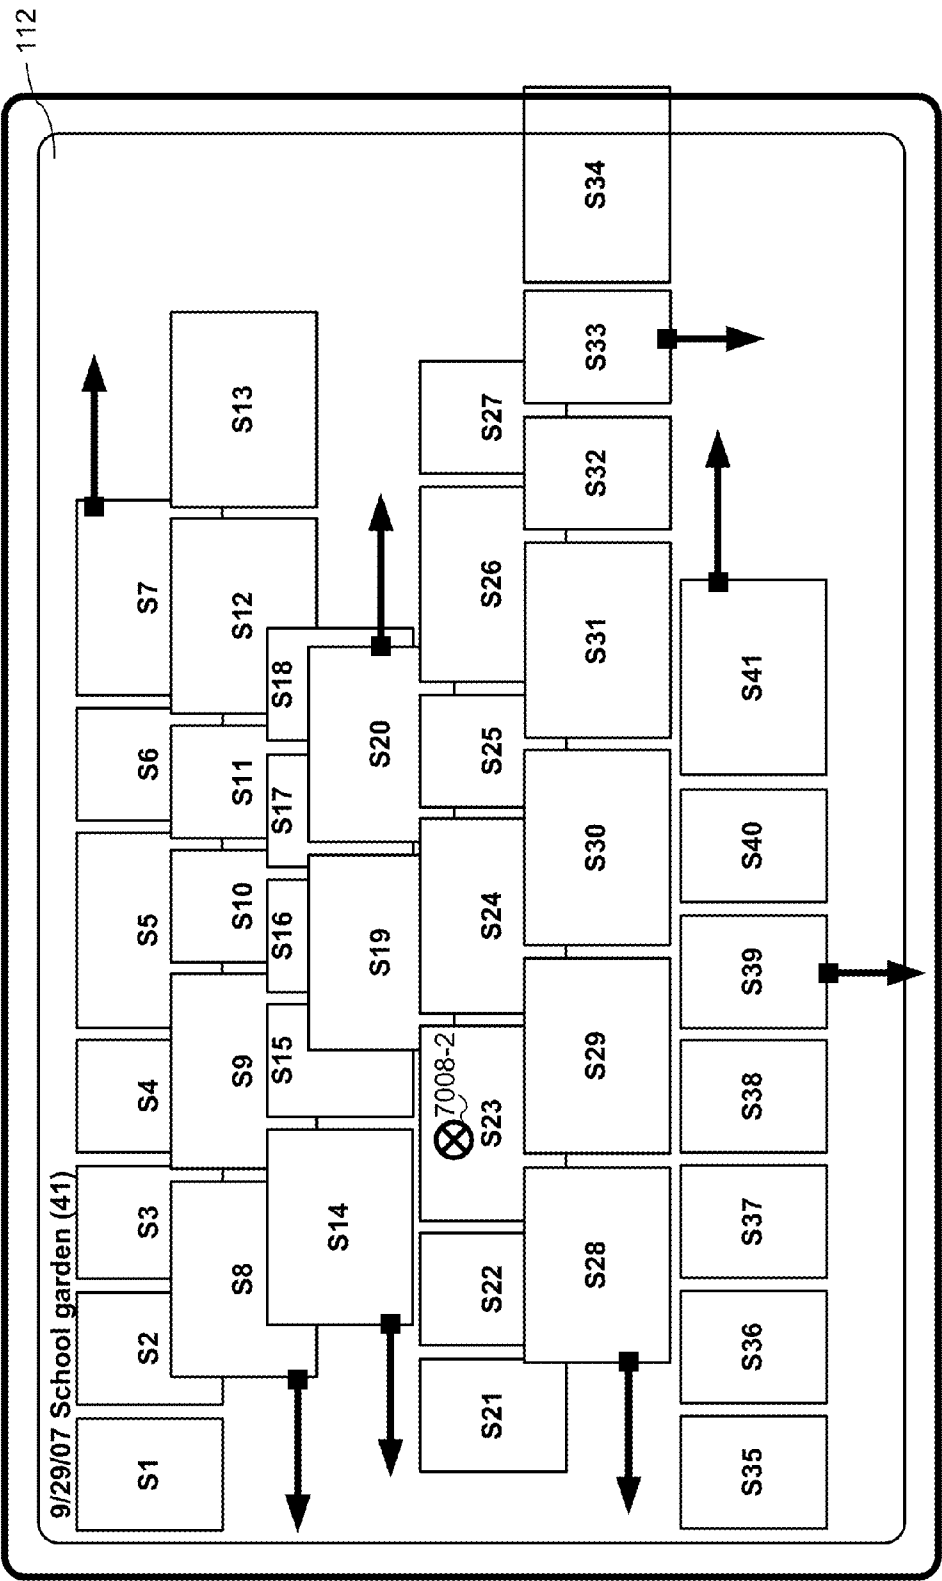 112
9/29/07 School garden (41)
S1
S2
S3
S4
S5
S6
S7
S8
S9
S10
S11
S12
S13
S14
S15
S16
S17
S18
S19
S20
S21
S22
S23
7008-2
S24
S25
S26
S27
S28
S29
S30
S31
S32
S33
S34
S35
S36
S37
S38
S39
S40
S41